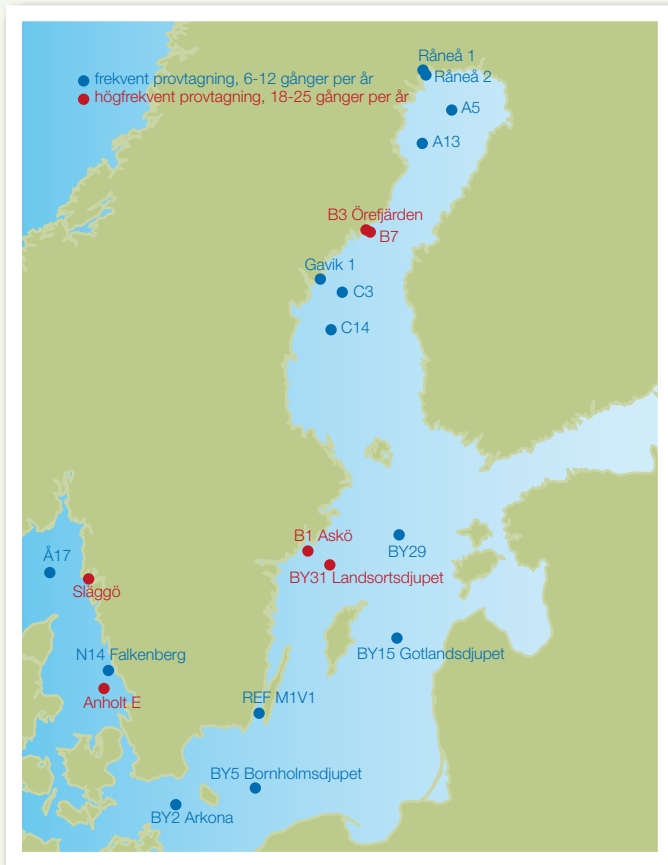 frekvent provtagning, 6-12 gånger per år
högfrekvent provtagning, 18-25 gånger per år
Råneå 1
Råneå 2
A5
A13
B3 Örefjärden
B7
Gavik 1
C3
C14
B1 Askö
BY29
BY31 Landsortsdjupet
Å17
Släggö
BY15 Gotlandsdjupet
N14 Falkenberg
Anholt E
REF M1V1
BY5 Bornholmsdjupet
BY2 Arkona